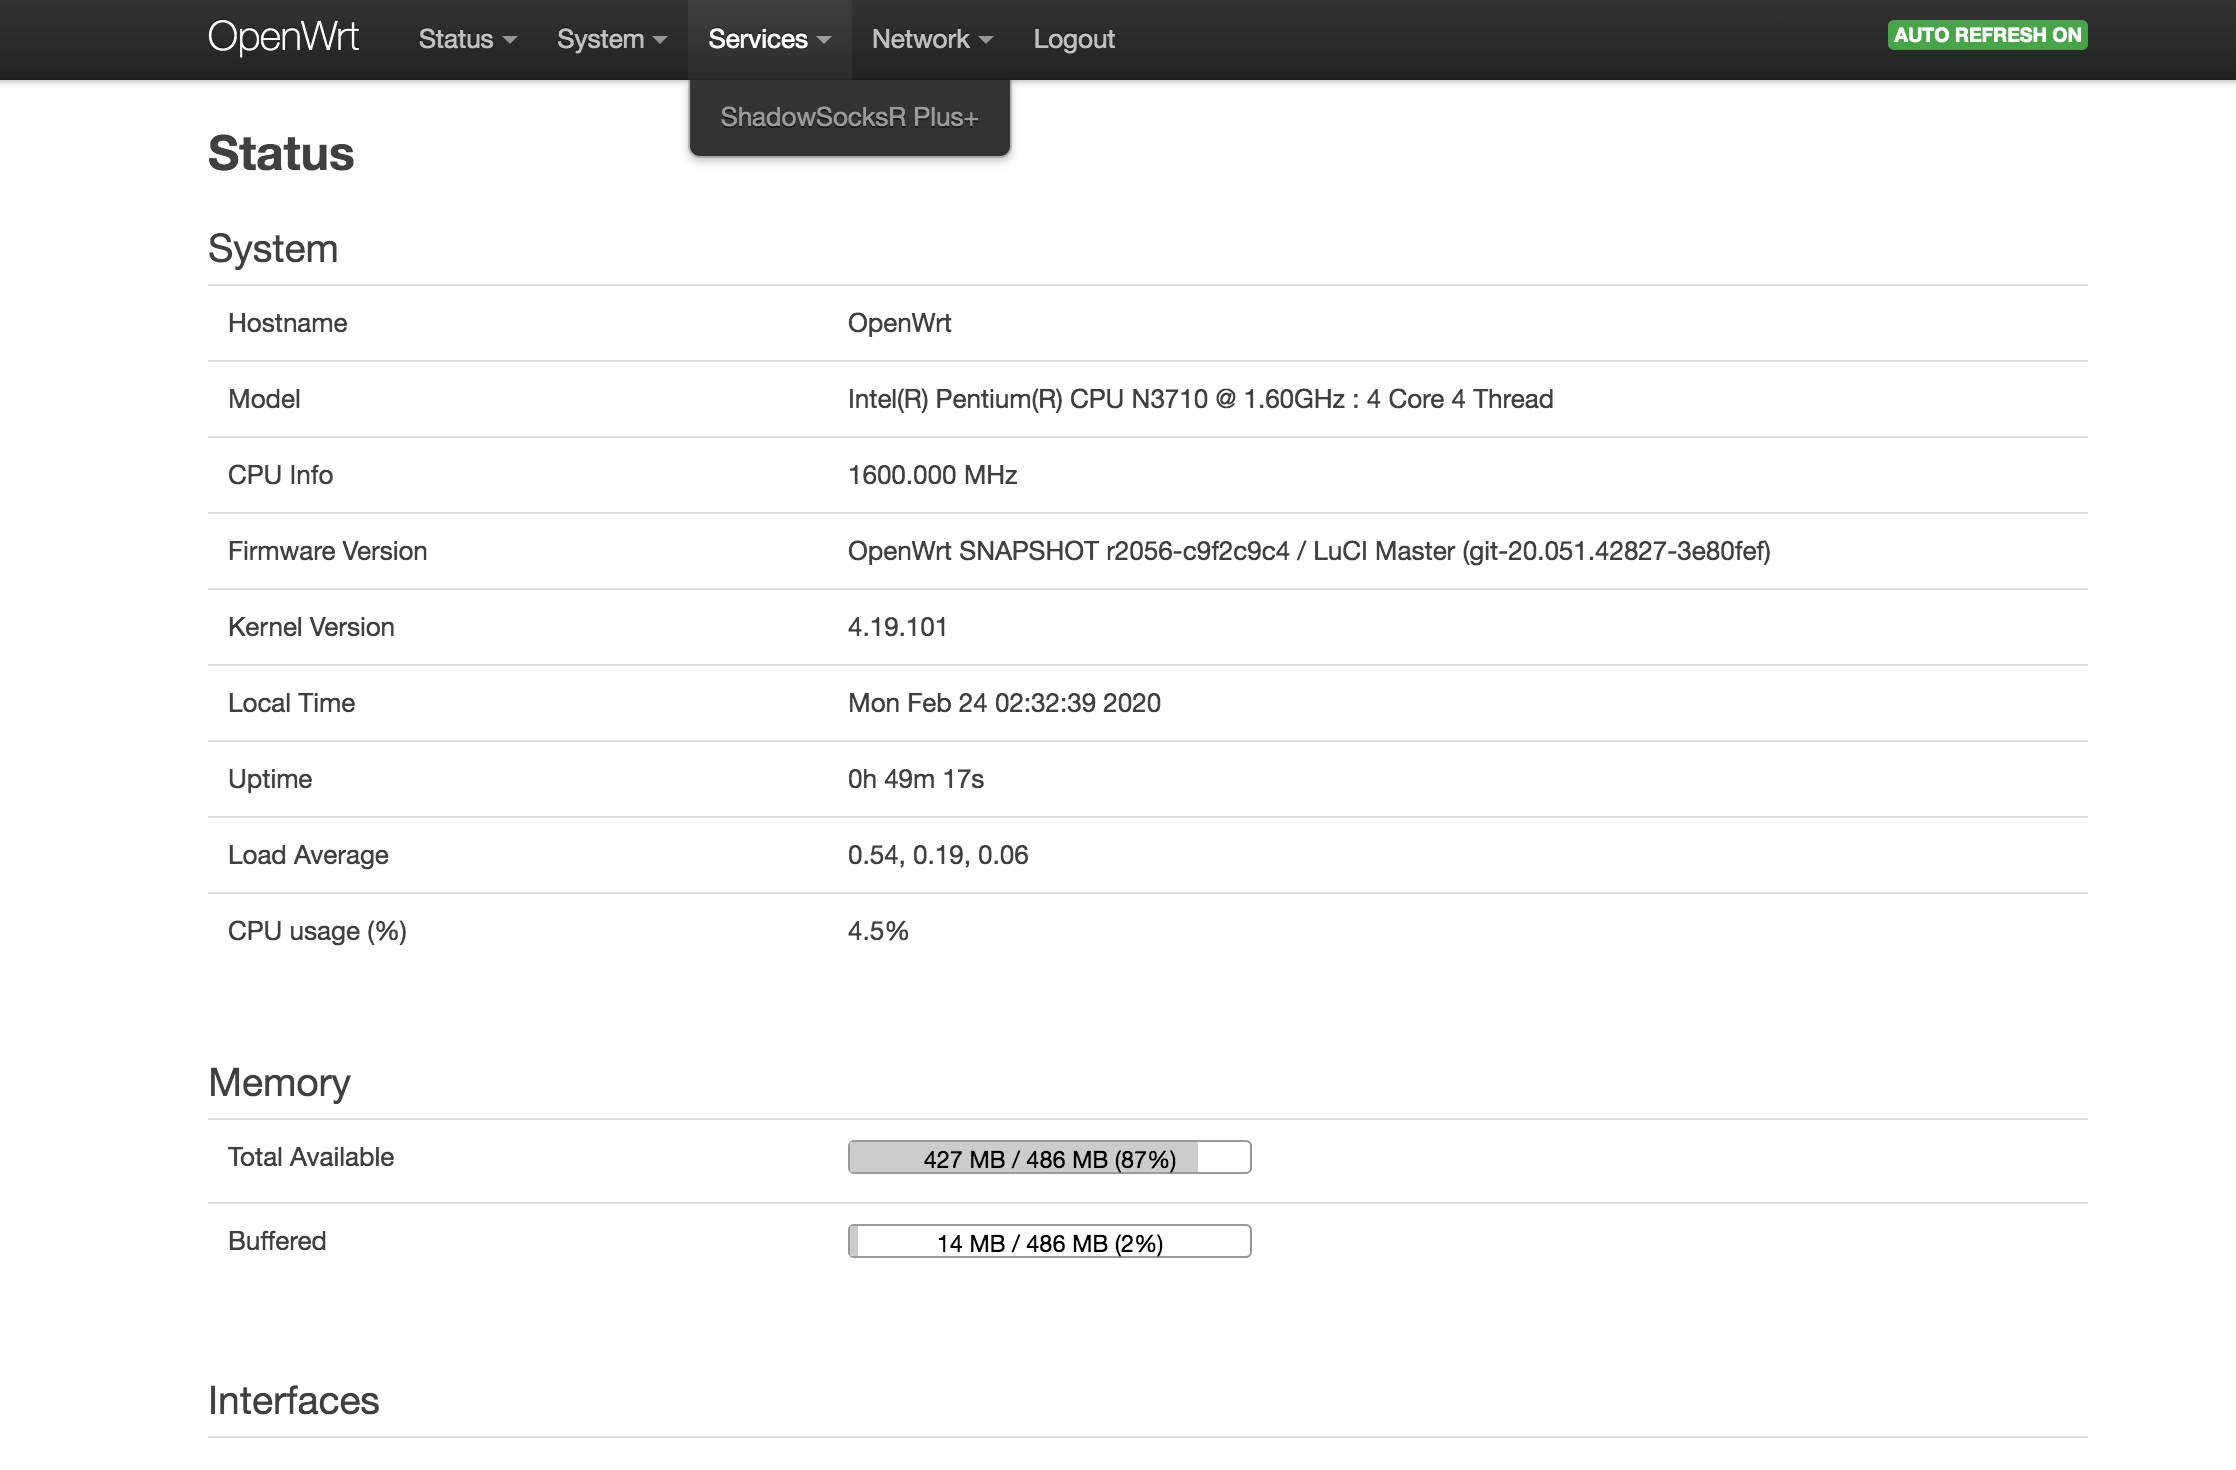 OpenWrt Status System Services Network Logout AUTO REFRESH ON
ShadowSocksR Plus+
Status
System
Hostname OpenWrt
Model Intel(R) Pentium(R) CPU N3710 @ 1.60GHz : 4 Core 4 Thread
CPU Info 1600.000 MHz
Firmware Version OpenWrt SNAPSHOT r2056-c9f2c9c4 / LuCI Master (git-20.051.42827-3e80fef)
Kernel Version 4.19.101
Local Time Mon Feb 24 02:32:39 2020
Uptime 0h 49m 17s
Load Average 0.54, 0.19, 0.06
CPU usage (%) 4.5%
Memory
Total Available 427 MB / 486 MB (87%)
Buffered 14 MB / 486 MB (2%)
Interfaces